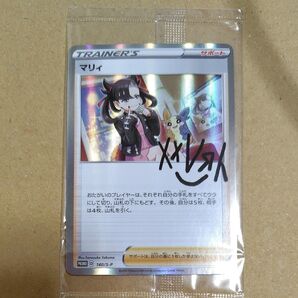 TRAINER'S
サポート
マリィ
おたがいのプレイヤーは、それぞれ自分の手札をすべてウラ
にして切り、山札の下にもどす。その後、自分は5枚、相手
は4枚、山札を引く。
サポートは、自分の番に1枚しか使えない。